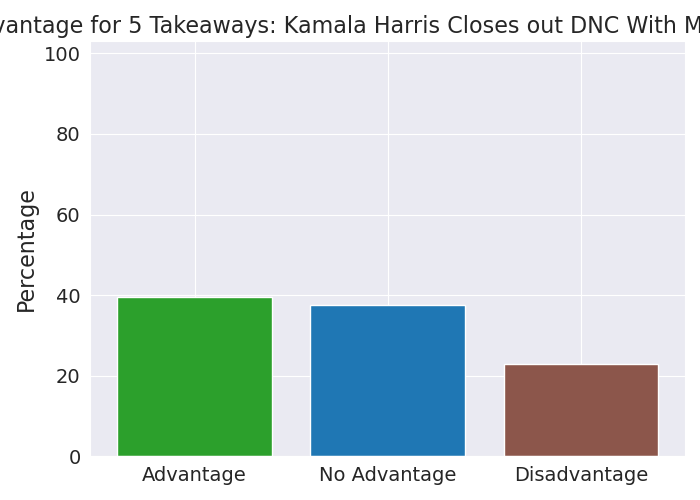 vantage for 5 Takeaways: Kamala Harris Closes out DNC With M
100
80
60
40
20
0
Percentage
Advantage
No Advantage
Disadvantage